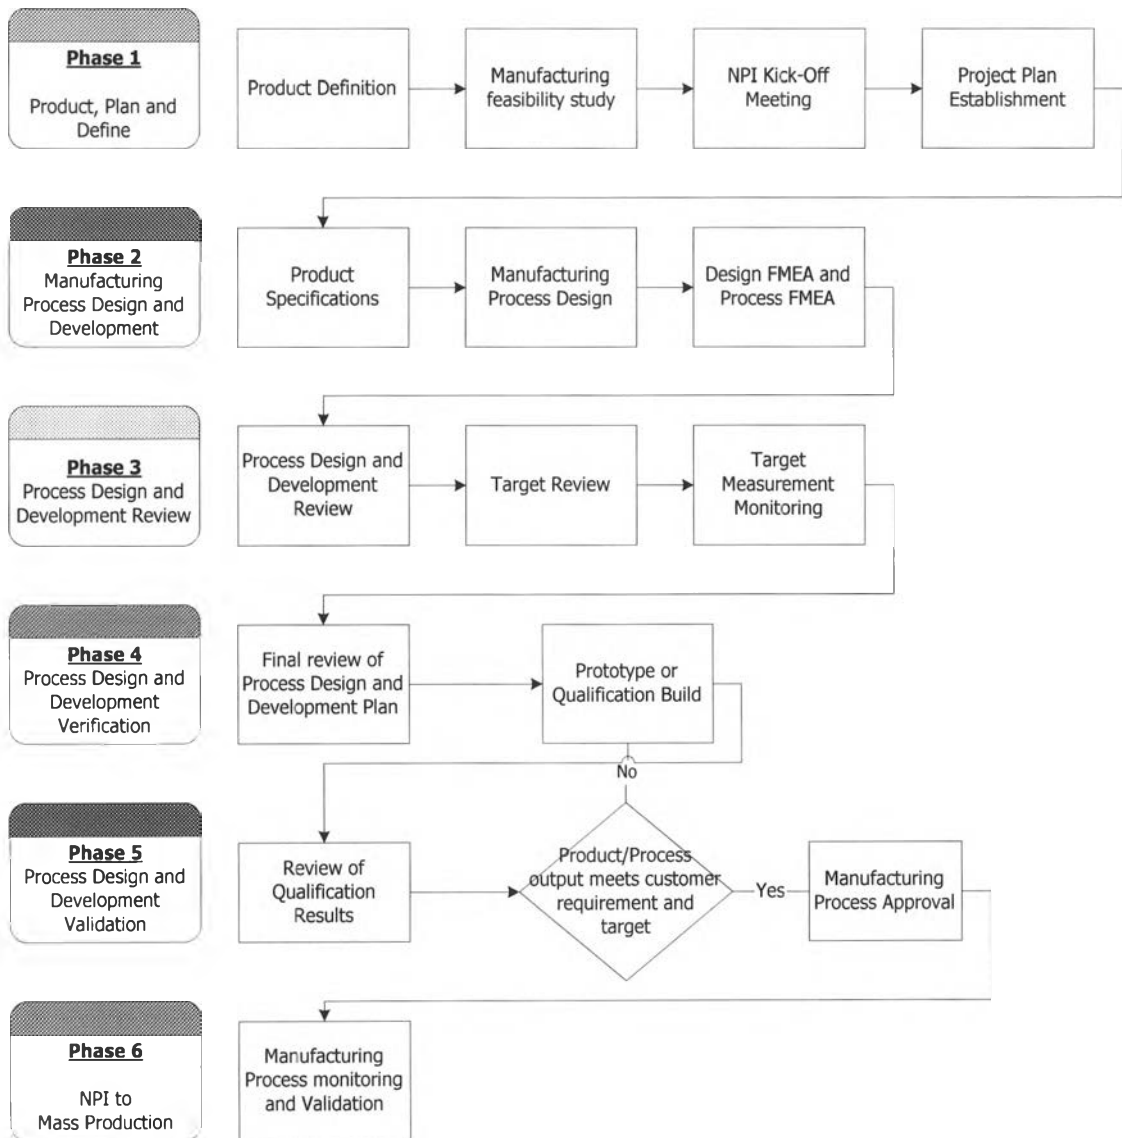 Phase 1
Product, Plan and
Define
Product Definition
Manufacturing
feasibility study
NPI Kick-Off
Meeting
Project Plan
Establishment
Phase 2
Manufacturing
Process Design and
Development
Product
Specifications
Manufacturing
Process Design
Design FMEA and
Process FMEA
Phase 3
Process Design and
Development Review
Process Design and
Development
Review
Target Review
Target
Measurement
Monitoring
Phase 4
Process Design and
Development
Verification
Final review of
Process Design and
Development Plan
Prototype or
Qualification Build
No
Phase 5
Process Design and
Development
Validation
Review of
Qualification
Results
Product/Process
output meets customer
requirement and
target
Yes
Manufacturing
Process Approval
Phase 6
NPI to
Mass Production
Manufacturing
Process monitoring
and Validation